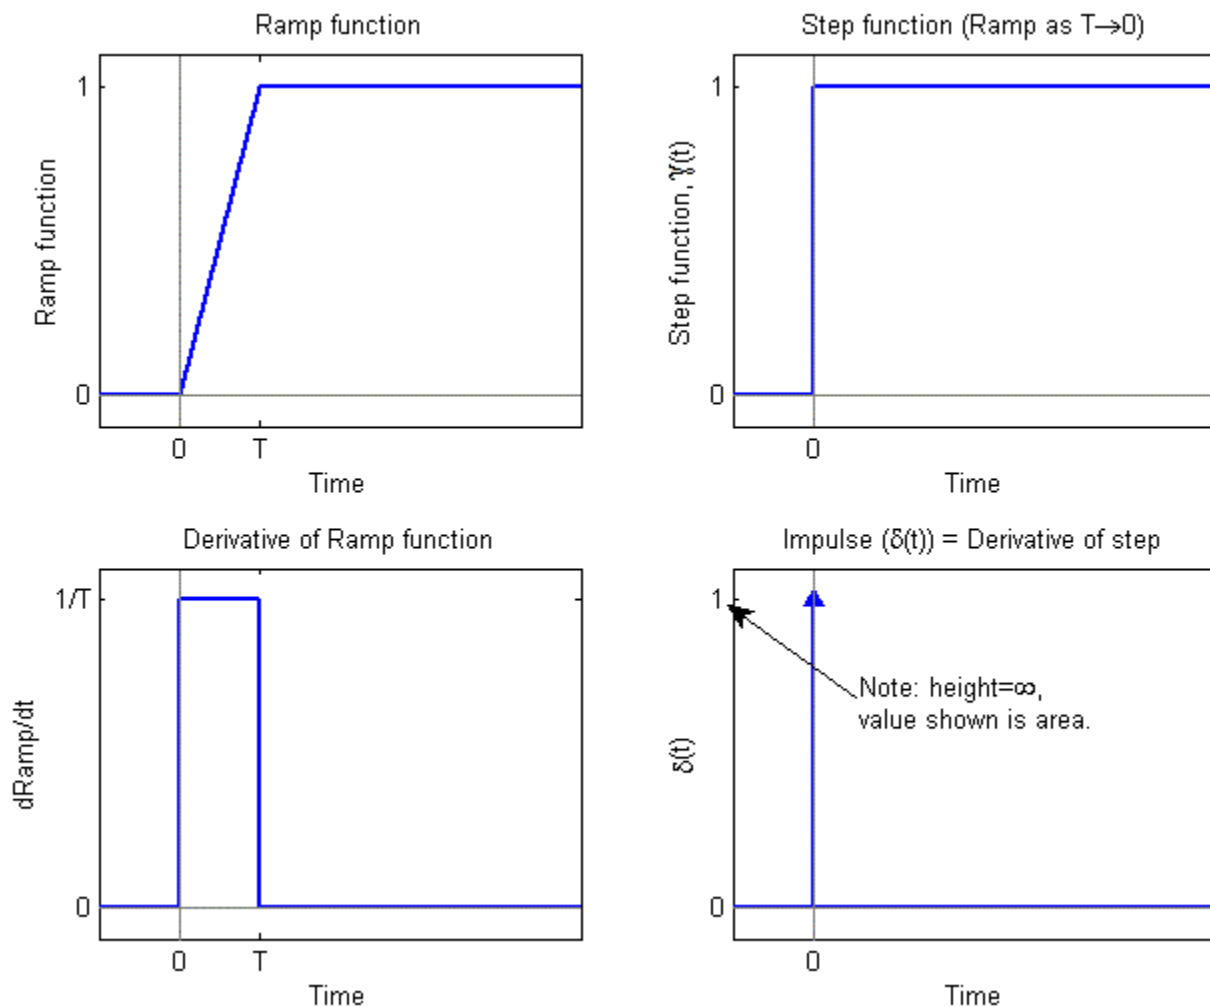 Ramp function
Step function (Ramp as T→0)
1
0
Ramp function
0
T
Time
1
0
Step function, γ(t)
0
Time
Derivative of Ramp function
Impulse (δ(t)) = Derivative of step
1/T
0
dRamp/dt
0
T
Time
1
0
δ(t)
Note: height=∞,
value shown is area.
0
Time